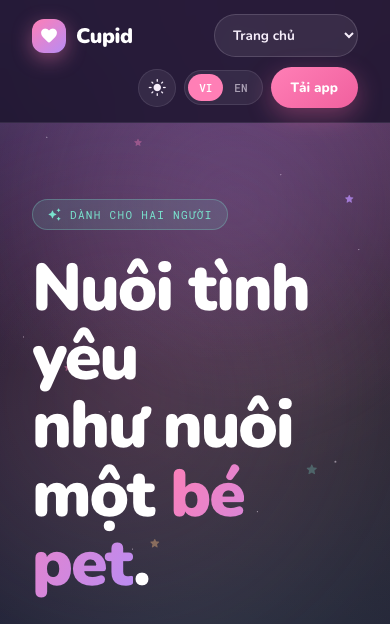 Cupid
Trang chủ
VI
EN
Tải app
DÀNH CHO HAI NGƯỜI
Nuôi tình
yêu
như nuôi
một bé
pet.